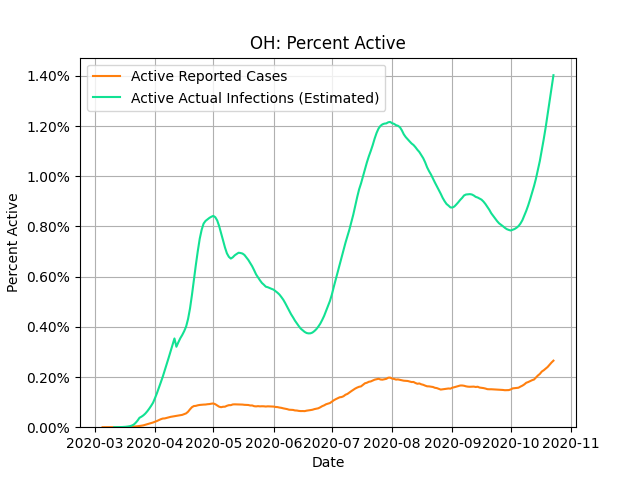 OH: Percent Active
Active Reported Cases
Active Actual Infections (Estimated)
1.40%
1.20%
1.00%
0.80%
0.60%
0.40%
0.20%
0.00%
Percent Active
2020-03 2020-04 2020-05 2020-06 2020-07 2020-08 2020-09 2020-10 2020-11
Date